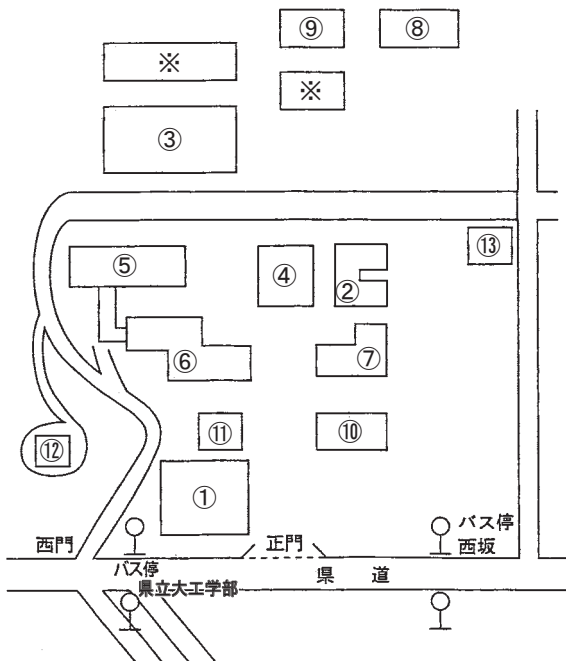 ⑨ ⑧
※
※
③
⑬
⑤
④
②
⑥
⑦
⑪ ⑩
⑫
①
西門
正門
バス停
西坂
バス停
県立大工学部
県道